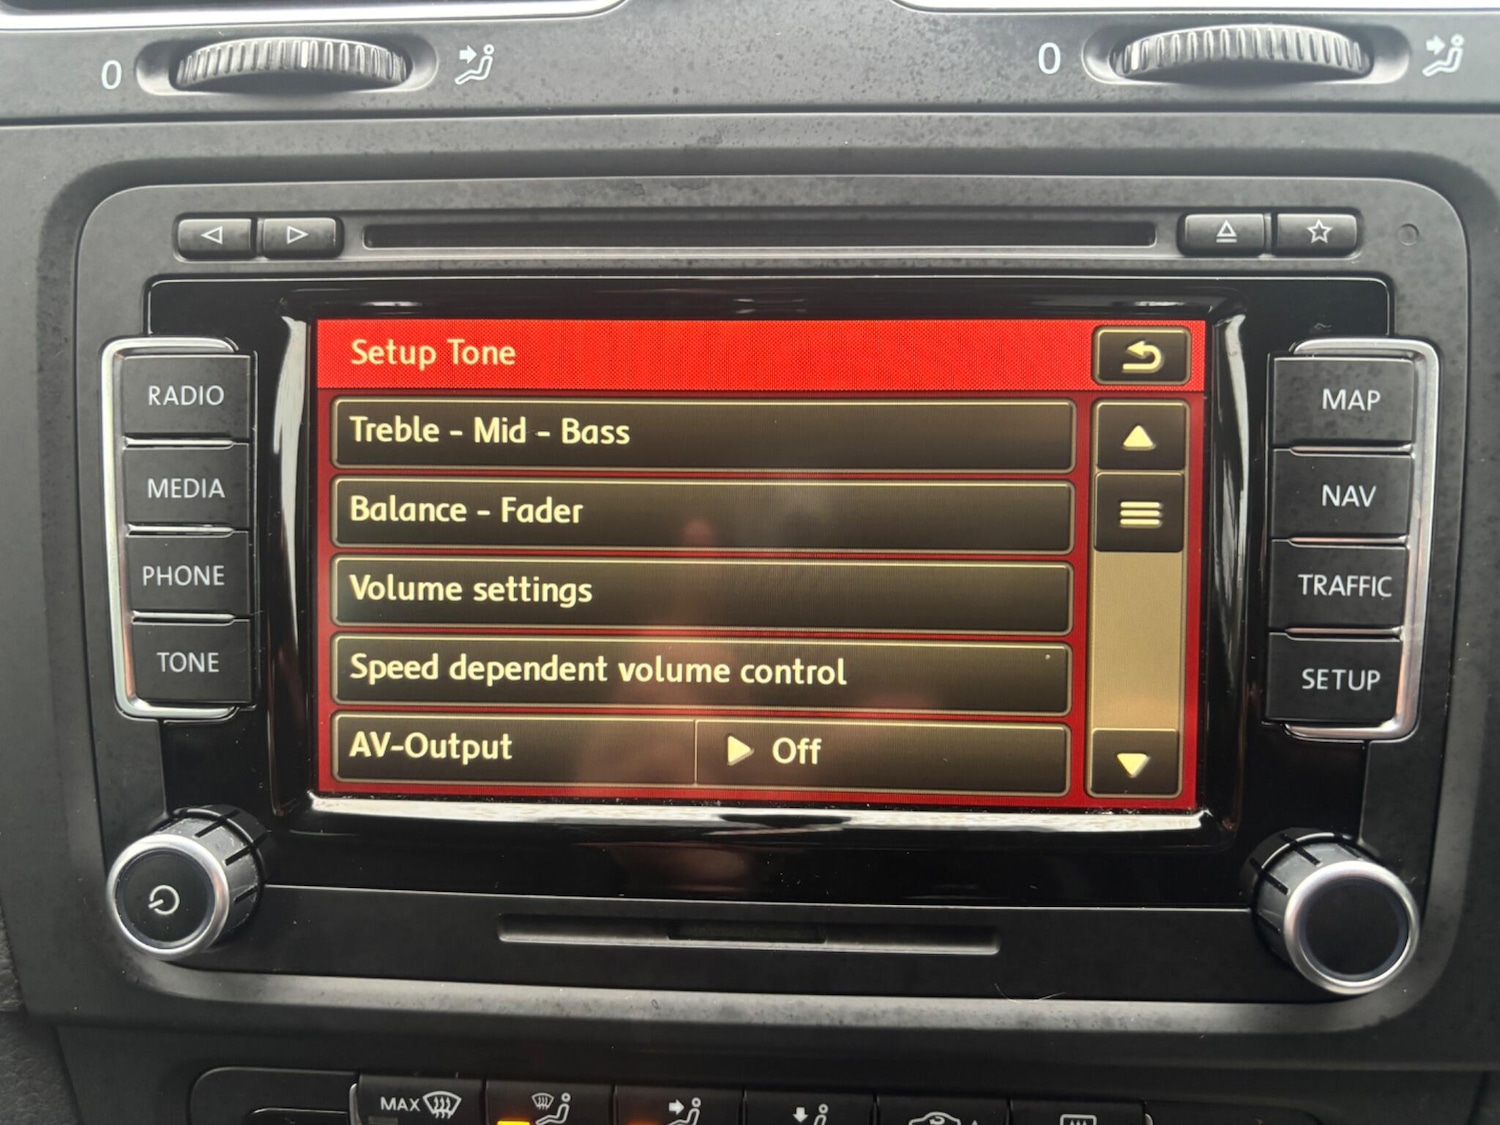 0
0
RADIO
MEDIA
PHONE
TONE
Setup Tone
Treble - Mid - Bass
Balance - Fader
Volume settings
Speed dependent volume control
AV-Output Off
MAP
NAV
TRAFFIC
SETUP
MAX